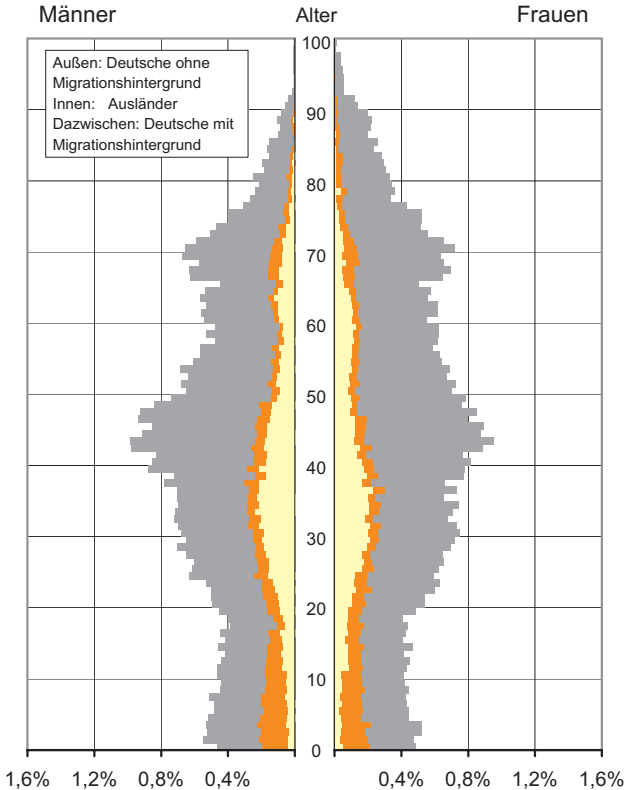 Männer Alter Frauen
100
Außen: Deutsche ohne
Migrationshintergrund
Innen: Ausländer
Dazwischen: Deutsche mit
Migrationshintergrund
90
80
70
60
50
40
30
20
10
0
1,6% 1,2% 0,8% 0,4% 0,4% 0,8% 1,2% 1,6%